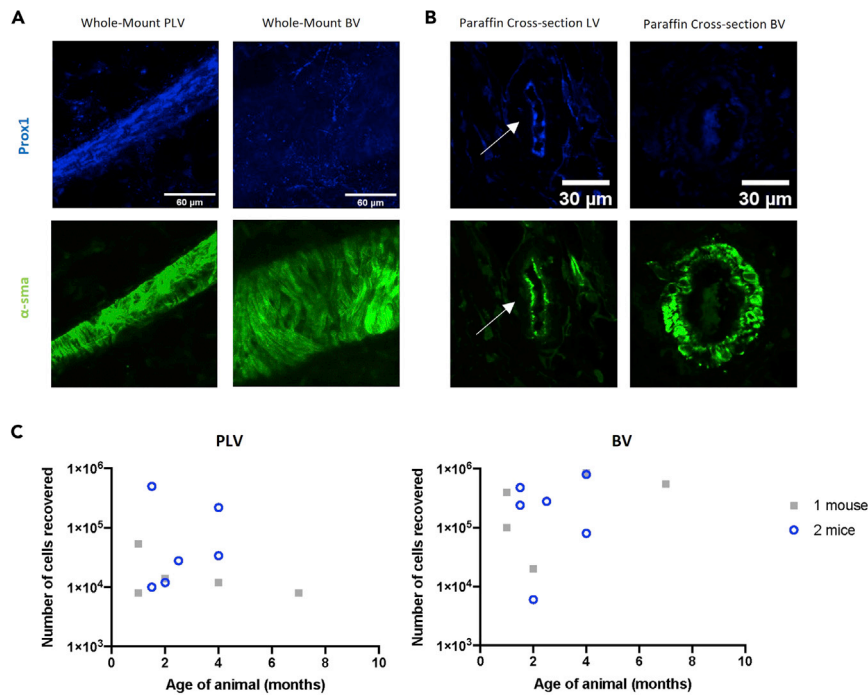 A
Whole-Mount PLV
Whole-Mount BV
B
Paraffin Cross-section LV
Paraffin Cross-section BV
Prox1
60 µm
60 µm
30 µm
30 µm
α-sma
C
PLV
BV
Number of cells recovered
1×10⁶
1×10⁵
1×10⁴
1×10³
0
2
4
6
8
10
Age of animal (months)
Number of cells recovered
1×10⁶
1×10⁵
1×10⁴
1×10³
0
2
4
6
8
10
Age of animal (months)
1 mouse
2 mice